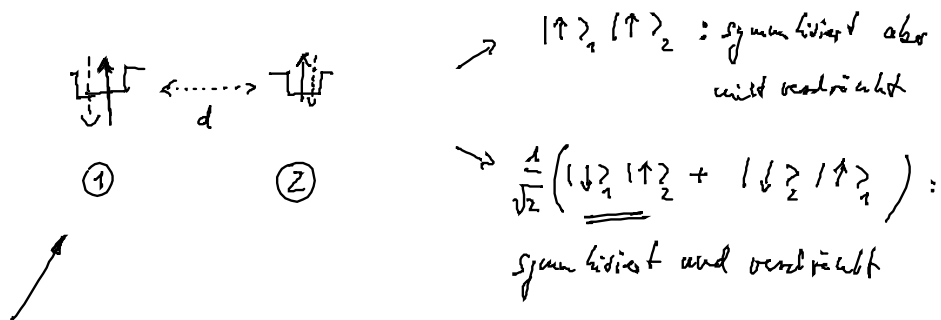 |↑⟩₁ |↑⟩₂ : symmetrisiert aber
nicht verschränkt
d
① ②
1/√2 ( |↓⟩₁ |↑⟩₂ + |↓⟩₂ |↑⟩₁ ) :
symmetrisiert und verschränkt